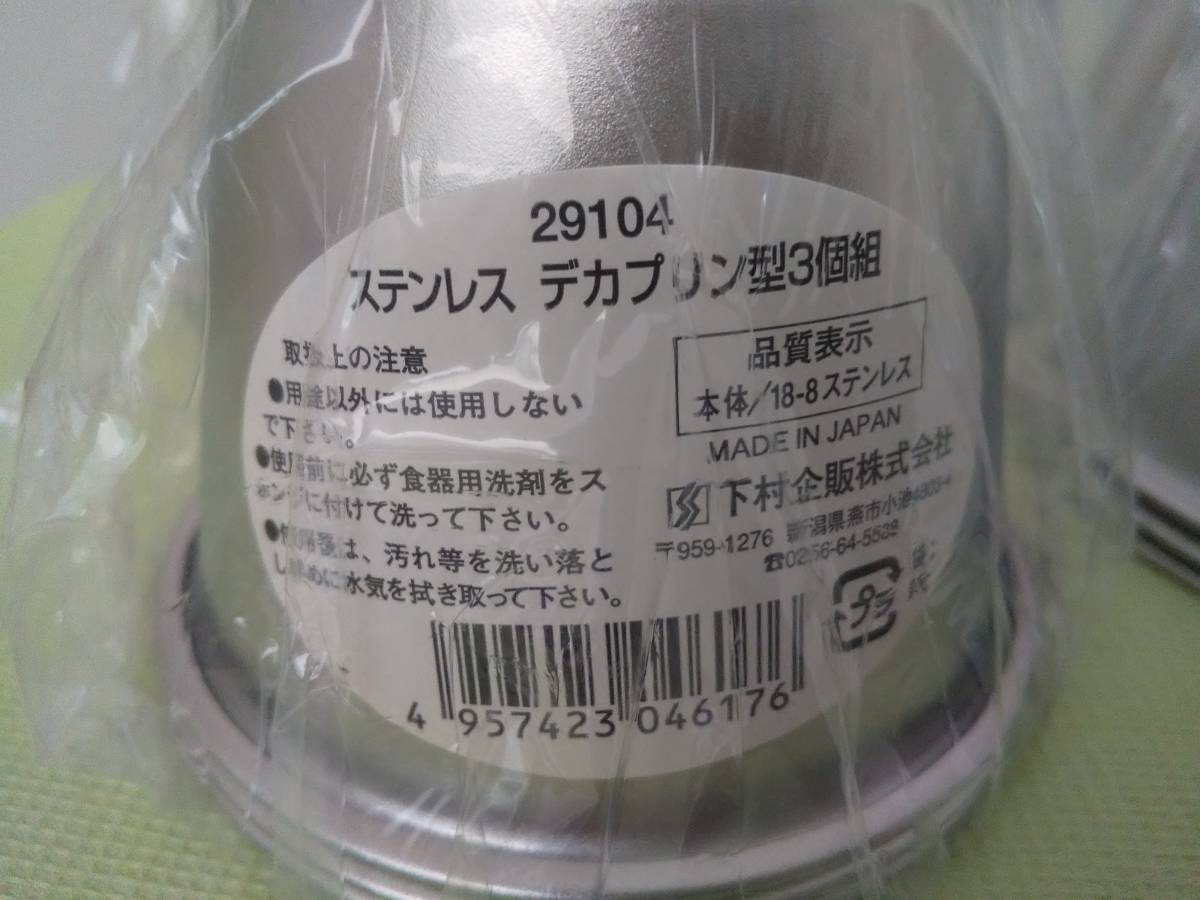 29104
ステンレス デカプリン型3個組
取扱上の注意
●用途以外には使用しない
で下さい。
●使用前に必ず食器用洗剤をス
ポンジに付けて洗って下さい。
●使用後は、汚れ等を洗い落と
し、水気を拭き取って下さい。
品質表示
本体/18-8ステンレス
MADE IN JAPAN
下村企販株式会社
〒959-1276 新潟県燕市小池
☎0256-64-5588
プラ
4 957423 046176